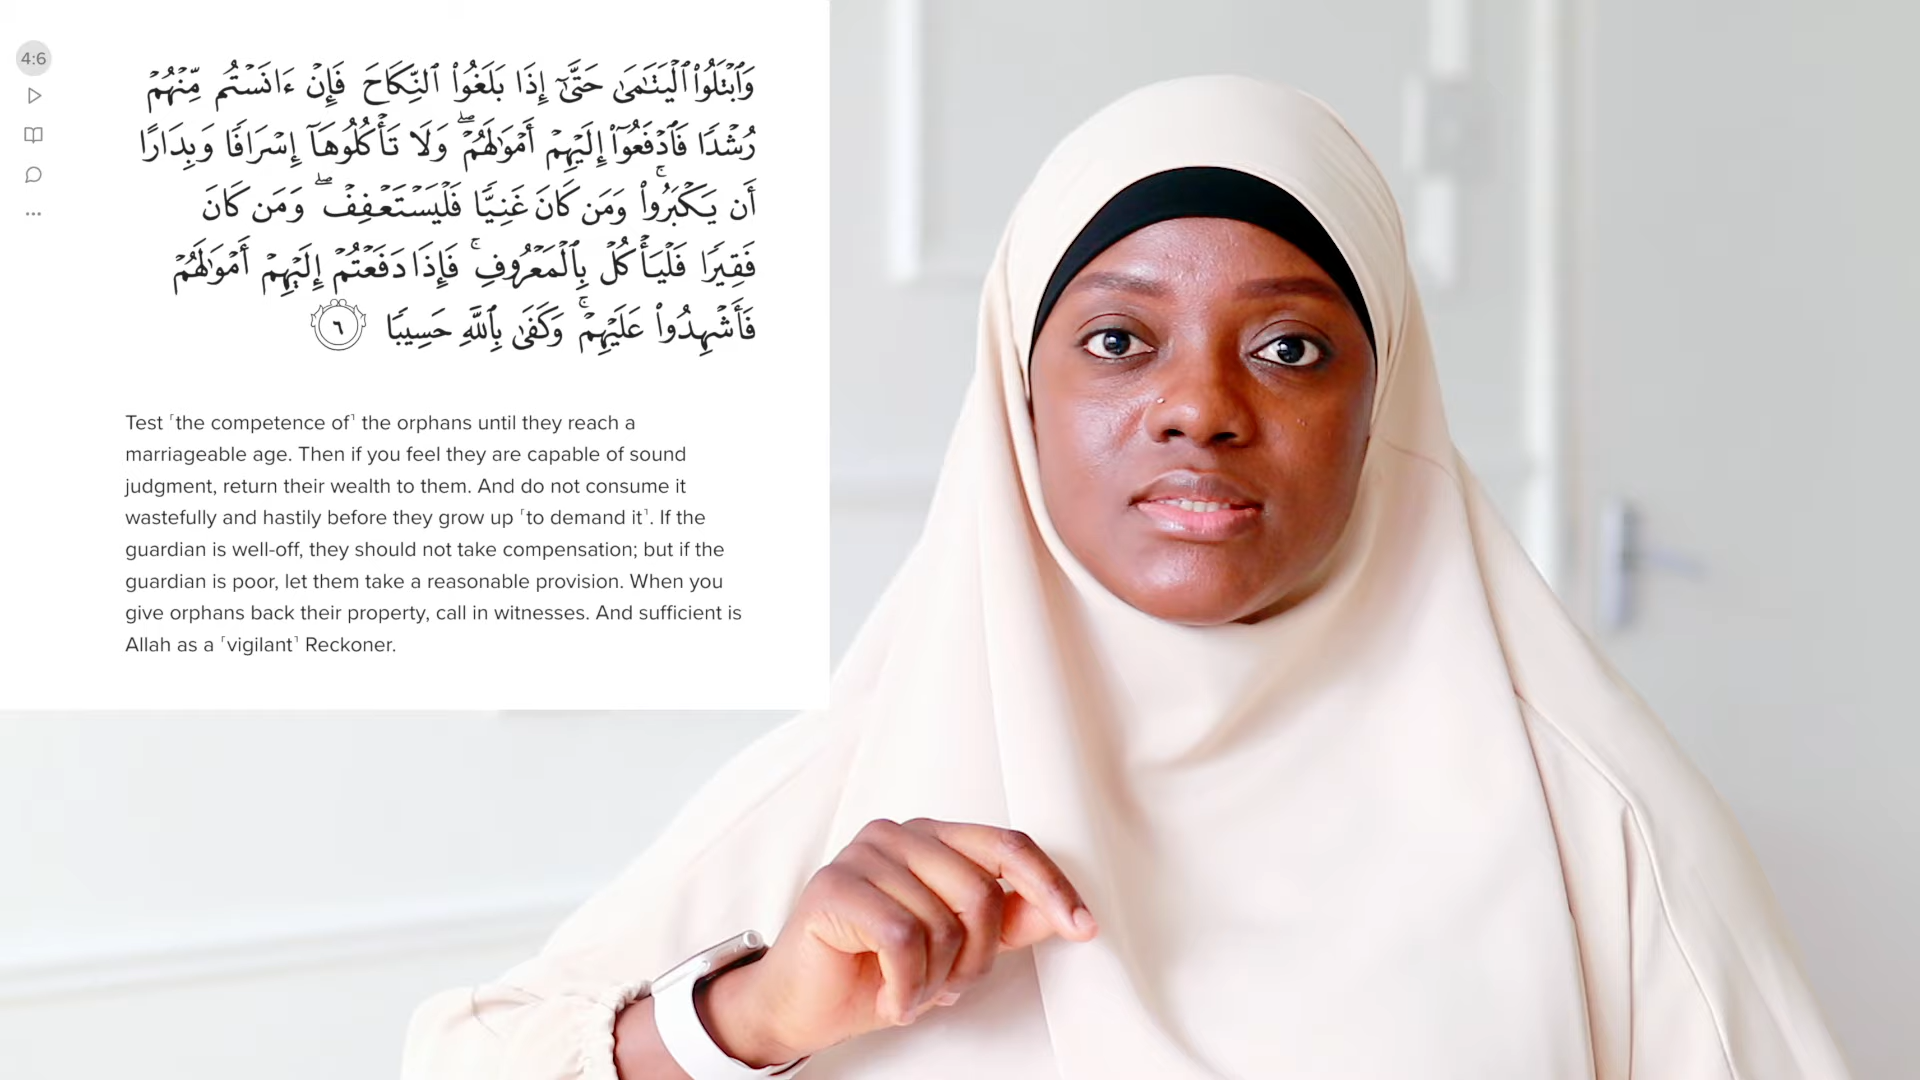 4:6
وَٱبْتَلُوا۟ ٱلْيَتَـٰمَىٰ حَتَّىٰٓ إِذَا بَلَغُوا۟ ٱلنِّكَاحَ فَإِنْ ءَانَسْتُم مِّنْهُمْ
رُشْدًا فَٱدْفَعُوٓا۟ إِلَيْهِمْ أَمْوَٰلَهُمْ ۖ وَلَا تَأْكُلُوهَآ إِسْرَافًا وَبِدَارًا
أَن يَكْبَرُوا۟ ۚ وَمَن كَانَ غَنِيًّا فَلْيَسْتَعْفِفْ ۖ وَمَن كَانَ
فَقِيرًا فَلْيَأْكُلْ بِٱلْمَعْرُوفِ ۚ فَإِذَا دَفَعْتُمْ إِلَيْهِمْ أَمْوَٰلَهُمْ
فَأَشْهِدُوا۟ عَلَيْهِمْ ۚ وَكَفَىٰ بِٱللَّهِ حَسِيبًا ٦
Test ˹the competence of˺ the orphans until they reach a
marriageable age. Then if you feel they are capable of sound
judgment, return their wealth to them. And do not consume it
wastefully and hastily before they grow up ˹to demand it˺. If the
guardian is well-off, they should not take compensation; but if the
guardian is poor, let them take a reasonable provision. When you
give orphans back their property, call in witnesses. And sufficient is
Allah as a ˹vigilant˺ Reckoner.